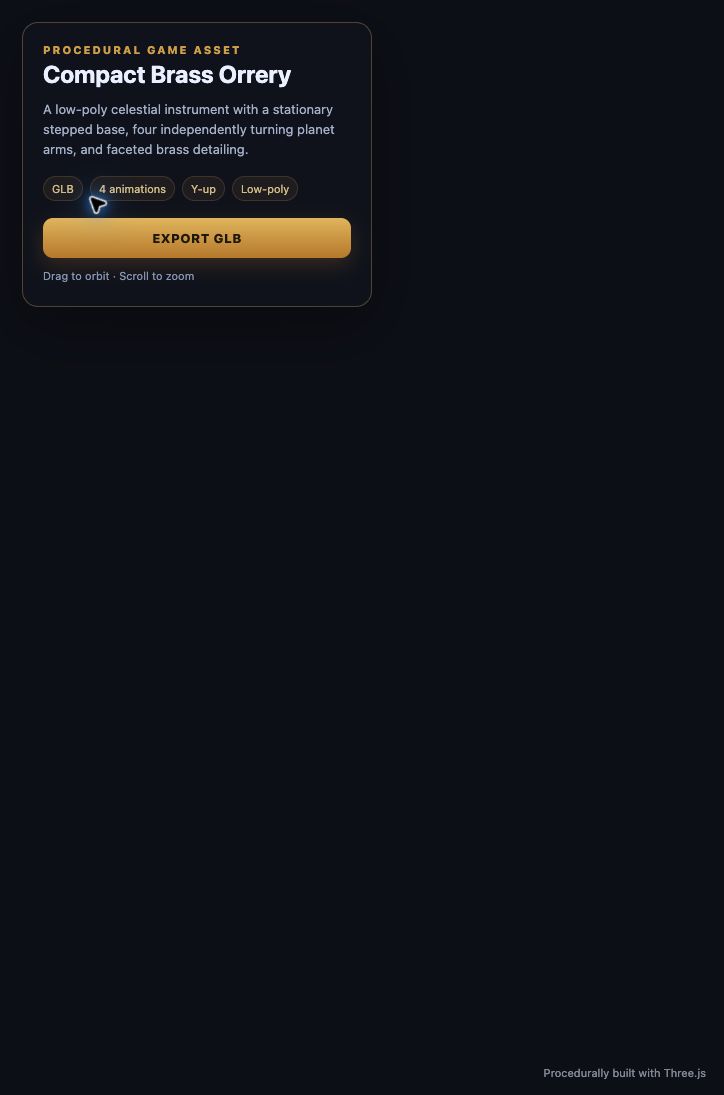 PROCEDURAL GAME ASSET
Compact Brass Orrery
A low-poly celestial instrument with a stationary
stepped base, four independently turning planet
arms, and faceted brass detailing.
GLB 4 animations Y-up Low-poly
EXPORT GLB
Drag to orbit · Scroll to zoom
Procedurally built with Three.js